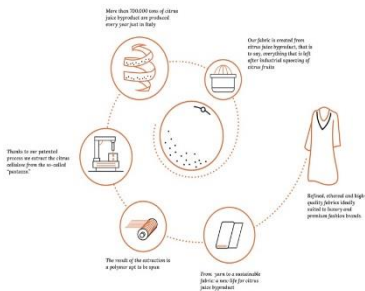 More than 700.000 tons of citrus
juice byproduct are produced
every year just in Italy
Our fabric is created from
citrus juice byproduct, that is
to say, everything that is left
after industrial squeezing of
citrus fruits
Thanks to our patented
process we extract the citrus
cellulose from the so-called
"pastazzo"
Refined, ethereal and high
quality fabrics ideally
suited to luxury and
premium fashion brands
The result of the extraction is
a polymer apt to be spun
From yarn to a sustainable
fabric: a new life for citrus
juice byproduct